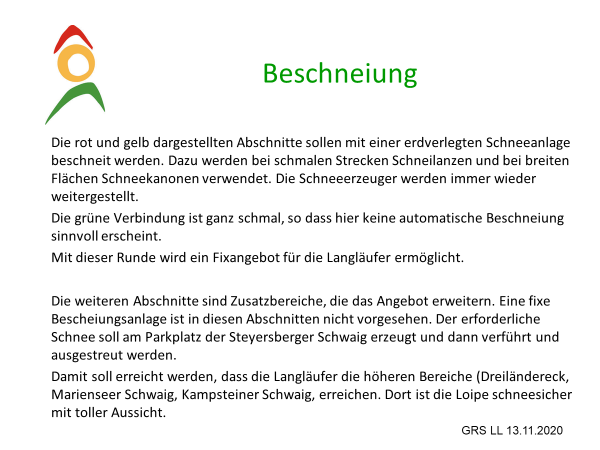 Beschneiung
Die rot und gelb dargestellten Abschnitte sollen mit einer erdverlegten Schneeanlage
beschneit werden. Dazu werden bei schmalen Strecken Schneilanzen und bei breiten
Flächen Schneekanonen verwendet. Die Schneeerzeuger werden immer wieder
weitergestellt.
Die grüne Verbindung ist ganz schmal, so dass hier keine automatische Beschneiung
sinnvoll erscheint.
Mit dieser Runde wird ein Fixangebot für die Langläufer ermöglicht.
Die weiteren Abschnitte sind Zusatzbereiche, die das Angebot erweitern. Eine fixe
Bescheiungsanlage ist in diesen Abschnitten nicht vorgesehen. Der erforderliche
Schnee soll am Parkplatz der Steyersberger Schwaig erzeugt und dann verführt und
ausgestreut werden.
Damit soll erreicht werden, dass die Langläufer die höheren Bereiche (Dreiländereck,
Marienseer Schwaig, Kampsteiner Schwaig, erreichen. Dort ist die Loipe schneesicher
mit toller Aussicht.
GRS LL 13.11.2020